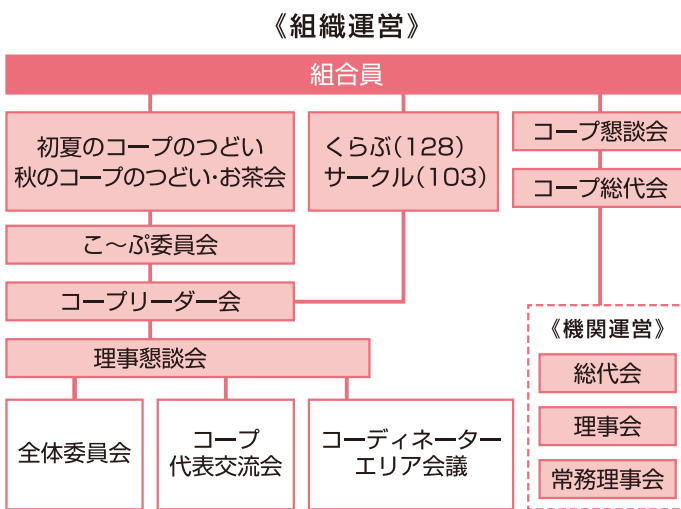 《組織運営》
組合員
初夏のコープのつどい
秋のコープのつどい・お茶会
くらぶ（128）
サークル（103）
コープ懇談会
コープ総代会
こ〜ぷ委員会
コープリーダー会
理事懇談会
全体委員会
コープ
代表交流会
コーディネーター
エリア会議
《機関運営》
総代会
理事会
常務理事会